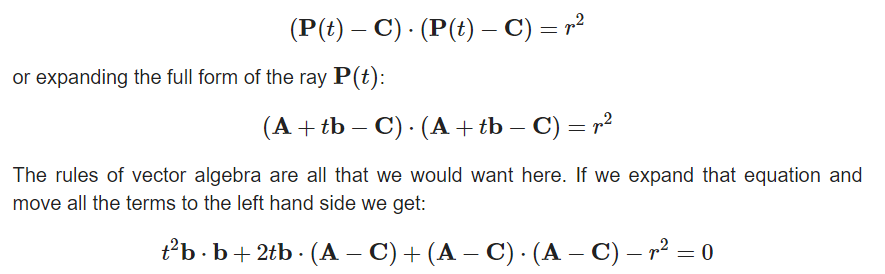 (P(t) − C) · (P(t) − C) = r²
or expanding the full form of the ray P(t):
(A + tb − C) · (A + tb − C) = r²
The rules of vector algebra are all that we would want here. If we expand that equation and
move all the terms to the left hand side we get:
t²b · b + 2tb · (A − C) + (A − C) · (A − C) − r² = 0